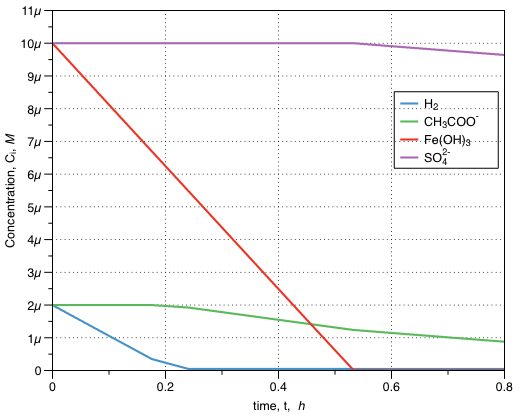 11μ
10μ
9μ
8μ
7μ
6μ
5μ
4μ
3μ
2μ
1μ
0
Concentration, Cᵢ, M
0 0.2 0.4 0.6 0.8
time, t, h
H₂
CH₃COO⁻
Fe(OH)₃
SO₄²⁻